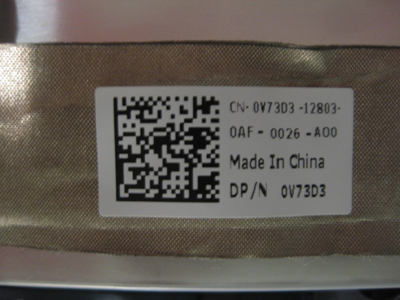 CN- 0V73D3 -12803-
0AF - 0026 -A00
Made In China
DP/N 0V73D3